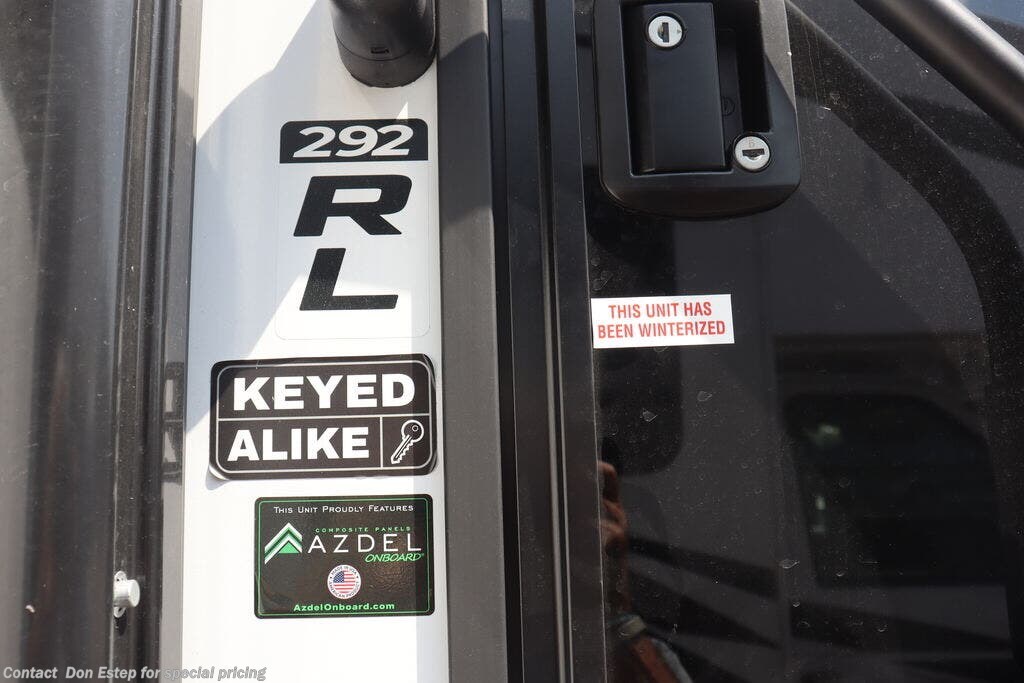 292
R
L
THIS UNIT HAS
BEEN WINTERIZED
KEYED
ALIKE
THIS UNIT PROUDLY FEATURES
COMPOSITE PANELS
AZDEL
ONBOARD®
AzdelOnboard.com
Contact Don Estep for special pricing